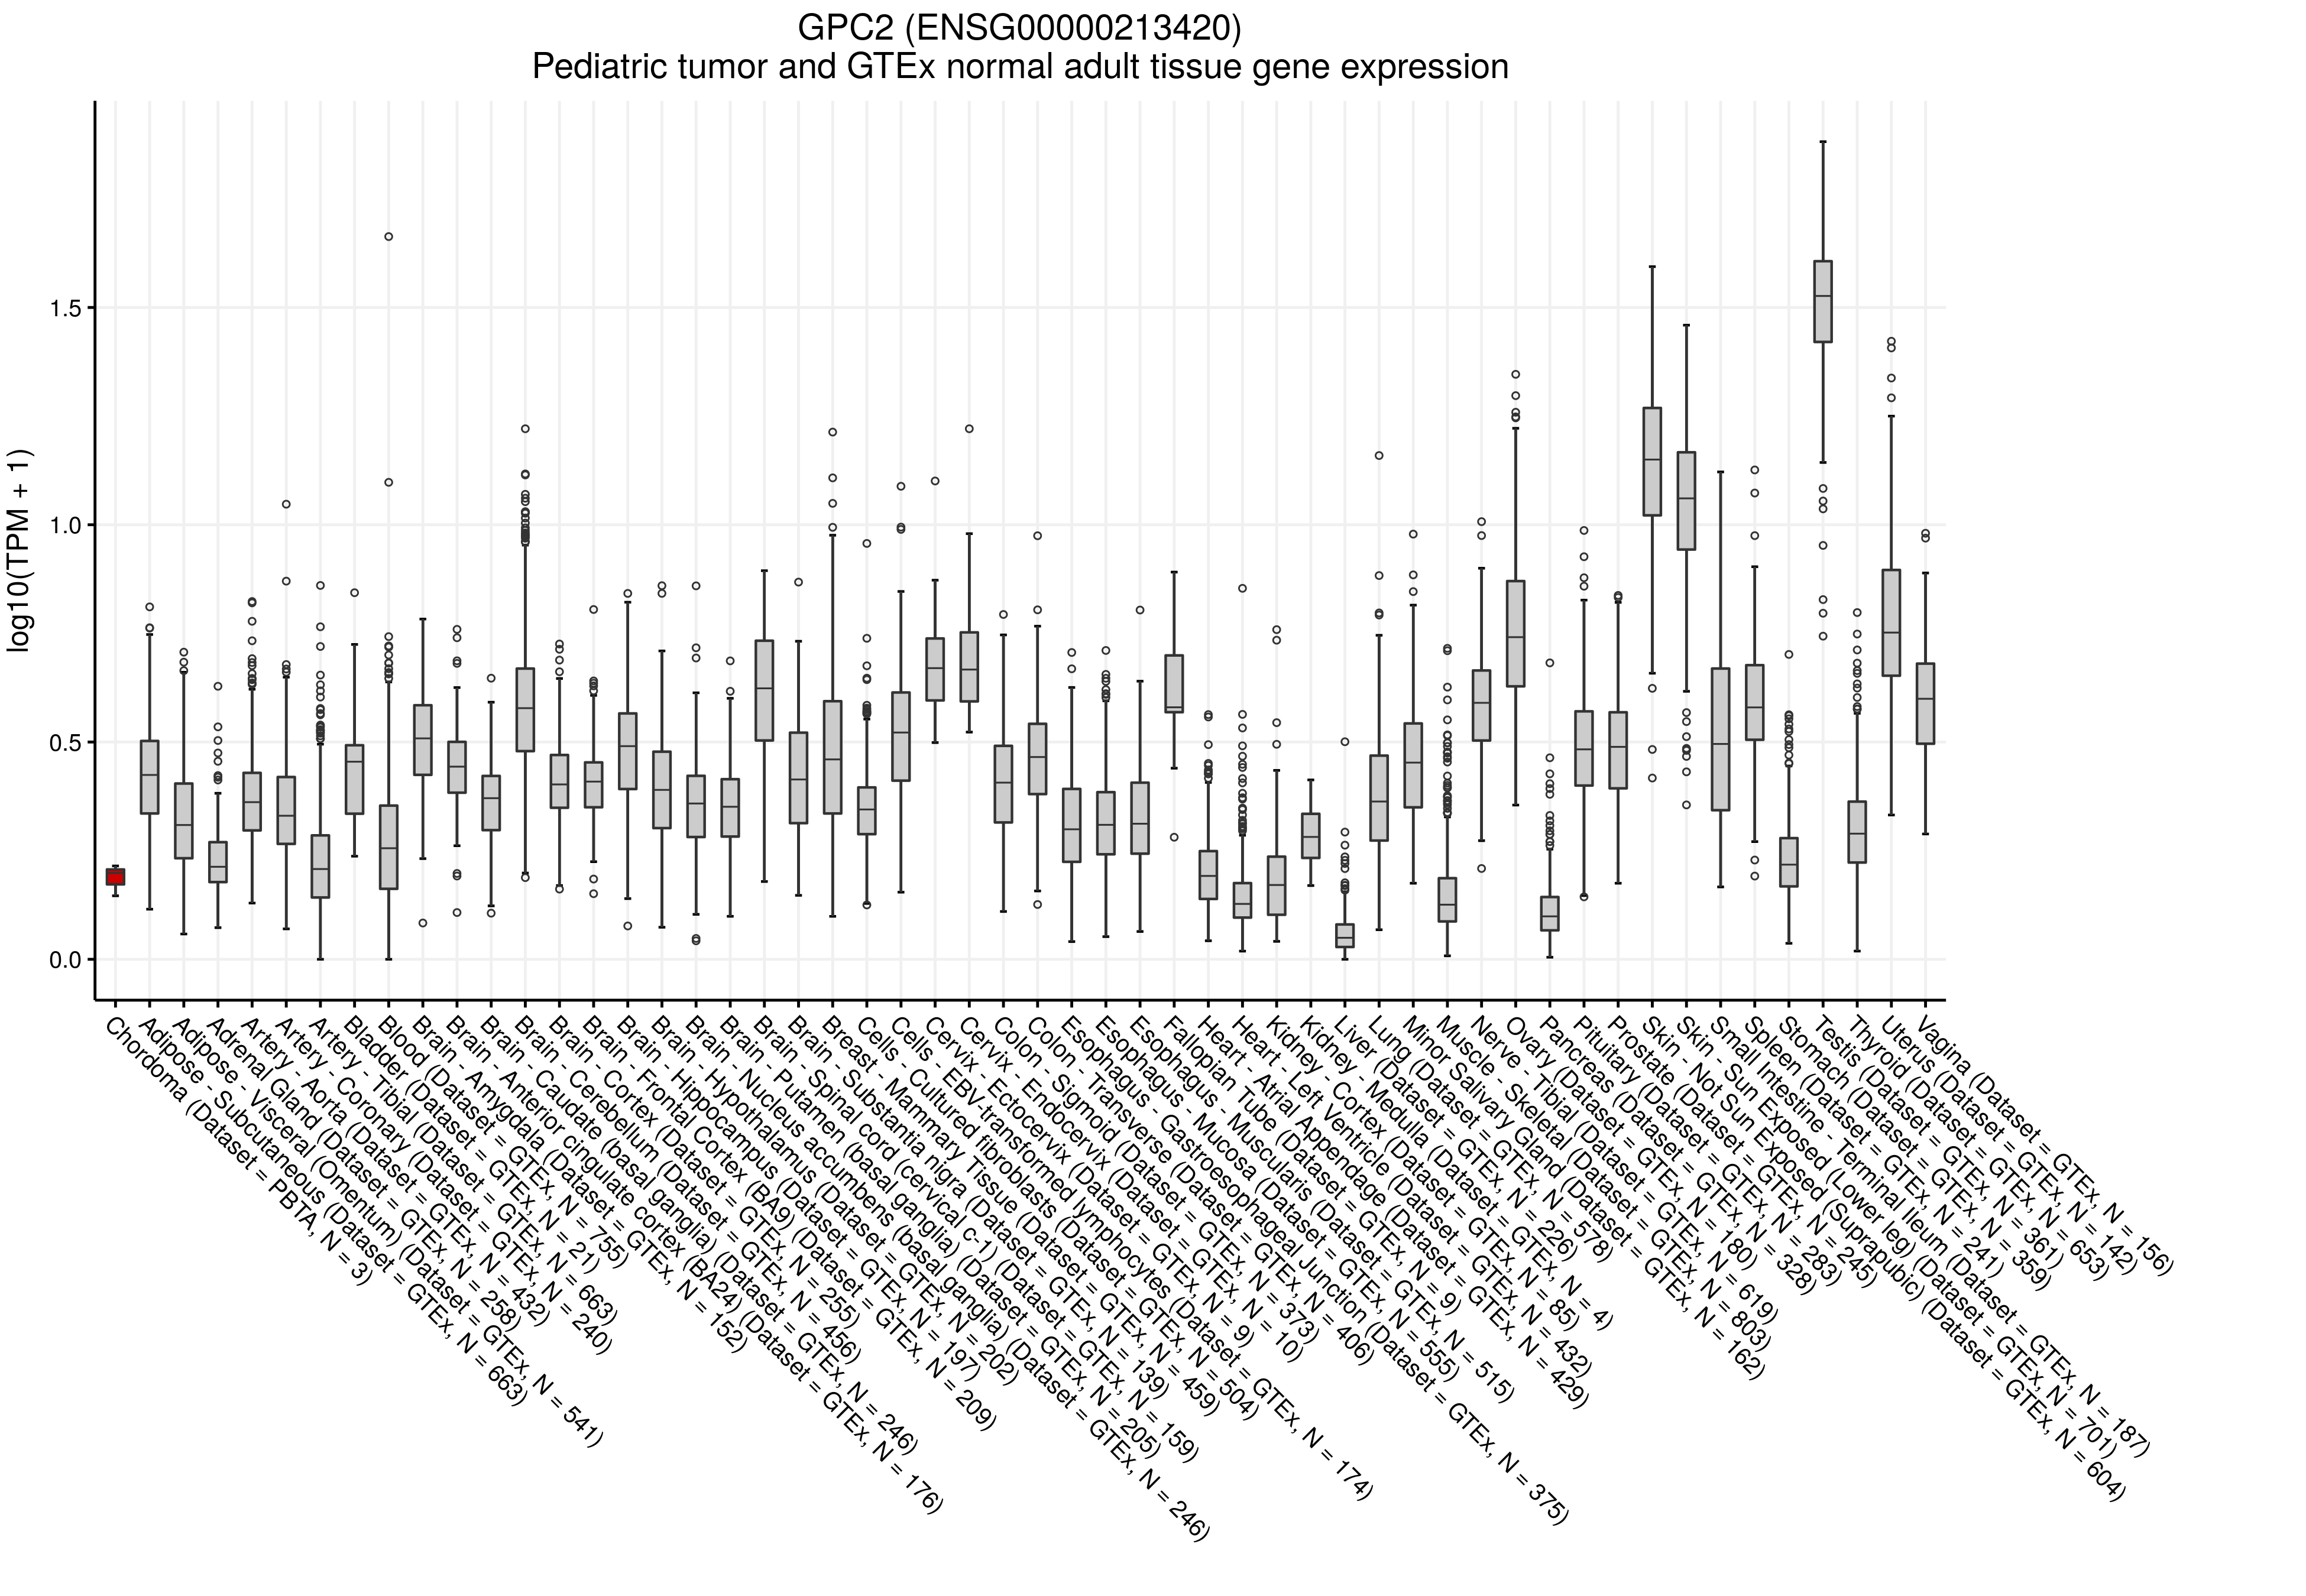 GPC2 (ENSG00000213420)
Pediatric tumor and GTEx normal adult tissue gene expression
log10(TPM + 1)
1.5
1.0
0.5
0.0
Chordoma (Dataset = PBTA, N = 3)
Adipose - Subcutaneous (Dataset = GTEx, N = 663)
Adipose - Visceral (Omentum) (Dataset = GTEx, N = 541)
Adrenal Gland (Dataset = GTEx, N = 258)
Artery - Aorta (Dataset = GTEx, N = 432)
Artery - Coronary (Dataset = GTEx, N = 240)
Artery - Tibial (Dataset = GTEx, N = 663)
Bladder (Dataset = GTEx, N = 21)
Blood (Dataset = GTEx, N = 755)
Brain - Amygdala (Dataset = GTEx, N = 152)
Brain - Anterior cingulate cortex (BA24) (Dataset = GTEx, N = 176)
Brain - Caudate (basal ganglia) (Dataset = GTEx, N = 246)
Brain - Cerebellum (Dataset = GTEx, N = 456)
Brain - Cortex (Dataset = GTEx, N = 255)
Brain - Frontal Cortex (BA9) (Dataset = GTEx, N = 209)
Brain - Hippocampus (Dataset = GTEx, N = 197)
Brain - Hypothalamus (Dataset = GTEx, N = 202)
Brain - Nucleus accumbens (basal ganglia) (Dataset = GTEx, N = 246)
Brain - Putamen (basal ganglia) (Dataset = GTEx, N = 205)
Brain - Spinal cord (cervical c-1) (Dataset = GTEx, N = 159)
Brain - Substantia nigra (Dataset = GTEx, N = 139)
Breast - Mammary Tissue (Dataset = GTEx, N = 459)
Cells - Cultured fibroblasts (Dataset = GTEx, N = 504)
Cells - EBV-transformed lymphocytes (Dataset = GTEx, N = 174)
Cervix - Ectocervix (Dataset = GTEx, N = 9)
Cervix - Endocervix (Dataset = GTEx, N = 10)
Colon - Sigmoid (Dataset = GTEx, N = 373)
Colon - Transverse (Dataset = GTEx, N = 406)
Esophagus - Gastroesophageal Junction (Dataset = GTEx, N = 375)
Esophagus - Mucosa (Dataset = GTEx, N = 555)
Esophagus - Muscularis (Dataset = GTEx, N = 515)
Fallopian Tube (Dataset = GTEx, N = 9)
Heart - Atrial Appendage (Dataset = GTEx, N = 429)
Heart - Left Ventricle (Dataset = GTEx, N = 432)
Kidney - Cortex (Dataset = GTEx, N = 85)
Kidney - Medulla (Dataset = GTEx, N = 4)
Liver (Dataset = GTEx, N = 226)
Lung (Dataset = GTEx, N = 578)
Minor Salivary Gland (Dataset = GTEx, N = 162)
Muscle - Skeletal (Dataset = GTEx, N = 803)
Nerve - Tibial (Dataset = GTEx, N = 619)
Ovary (Dataset = GTEx, N = 180)
Pancreas (Dataset = GTEx, N = 328)
Pituitary (Dataset = GTEx, N = 283)
Prostate (Dataset = GTEx, N = 245)
Skin - Not Sun Exposed (Suprapubic) (Dataset = GTEx, N = 604)
Skin - Sun Exposed (Lower leg) (Dataset = GTEx, N = 701)
Small Intestine - Terminal Ileum (Dataset = GTEx, N = 187)
Spleen (Dataset = GTEx, N = 241)
Stomach (Dataset = GTEx, N = 359)
Testis (Dataset = GTEx, N = 361)
Thyroid (Dataset = GTEx, N = 653)
Uterus (Dataset = GTEx, N = 142)
Vagina (Dataset = GTEx, N = 156)